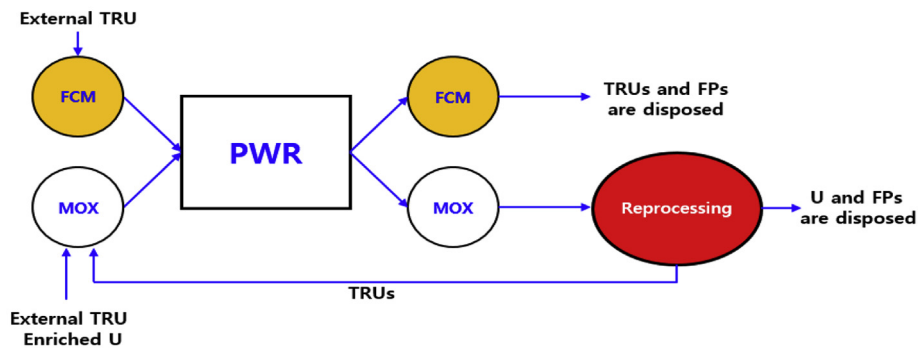 External TRU
FCM
FCM
TRUs and FPs
are disposed
PWR
MOX
MOX
Reprocessing
U and FPs
are disposed
TRUs
External TRU
Enriched U